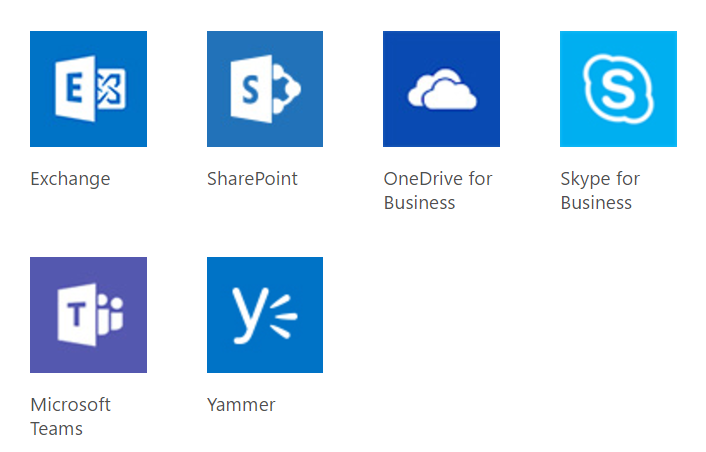 E
S
S
Exchange
SharePoint
OneDrive for
Business
Skype for
Business
T
y
Microsoft
Teams
Yammer